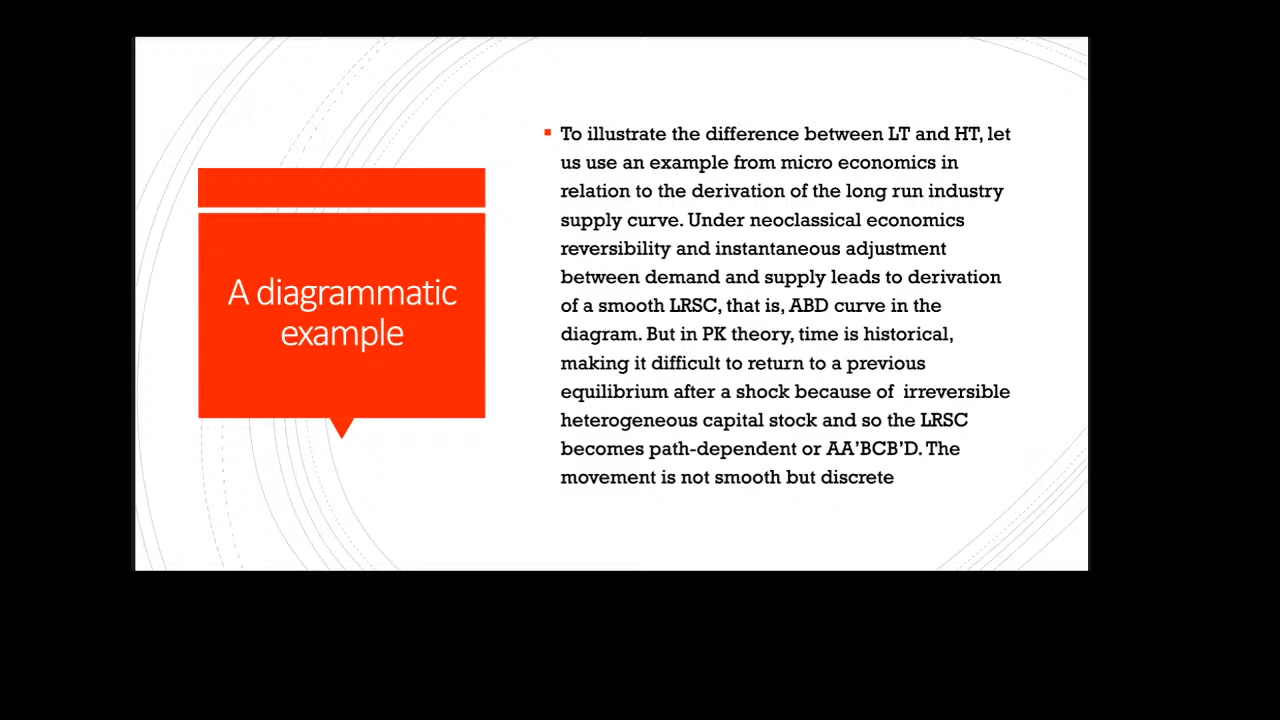 A diagrammatic
example
To illustrate the difference between LT and HT, let
us use an example from micro economics in
relation to the derivation of the long run industry
supply curve. Under neoclassical economics
reversibility and instantaneous adjustment
between demand and supply leads to derivation
of a smooth LRSC, that is, ABD curve in the
diagram. But in PK theory, time is historical,
making it difficult to return to a previous
equilibrium after a shock because of  irreversible
heterogeneous capital stock and so the LRSC
becomes path-dependent or AA’BCB’D. The
movement is not smooth but discrete